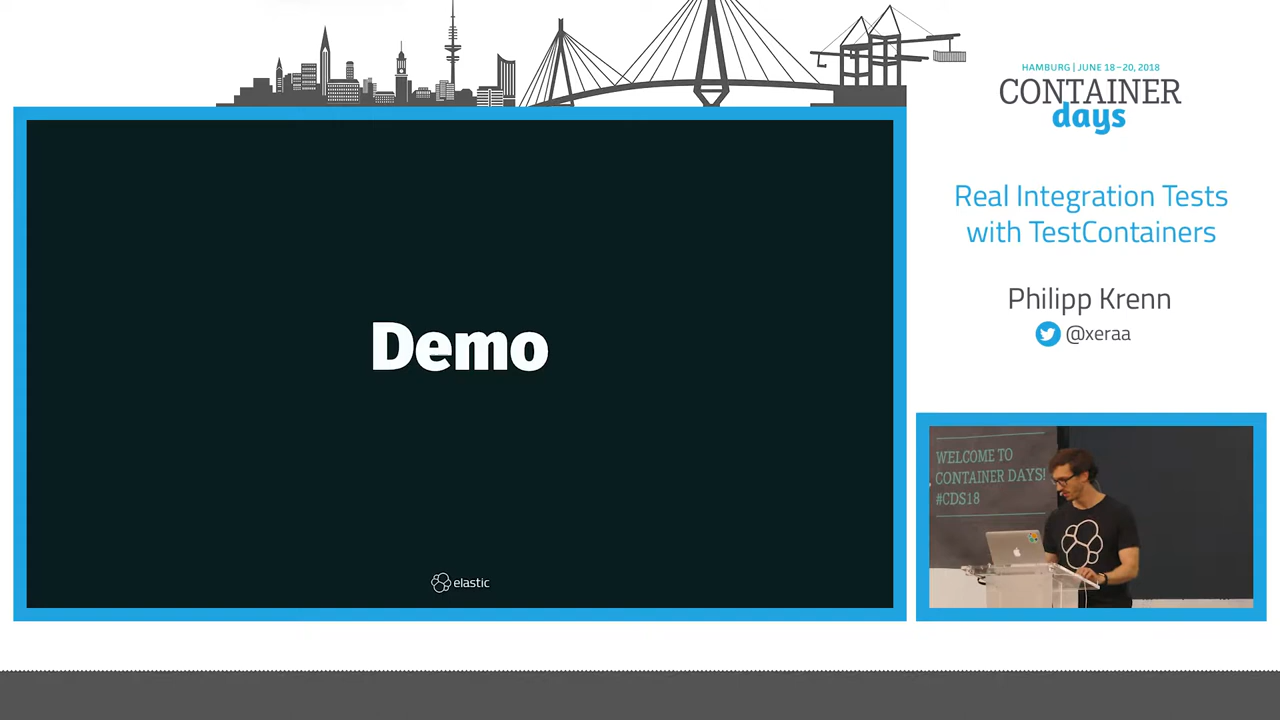 HAMBURG | JUNE 18–20, 2018
CONTAINER
days
Real Integration Tests
with TestContainers
Philipp Krenn
@xeraa
Demo
elastic
WELCOME TO
CONTAINER DAYS!
#CDS18